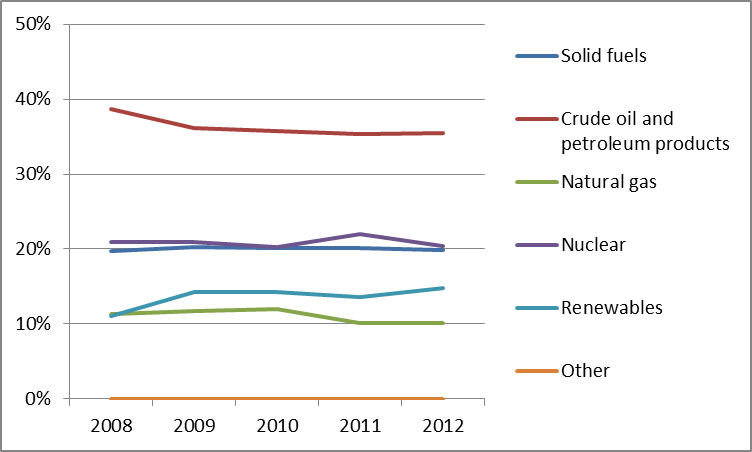 50%
40%
30%
20%
10%
0%
2008 2009 2010 2011 2012
Solid fuels
Crude oil and
petroleum products
Natural gas
Nuclear
Renewables
Other